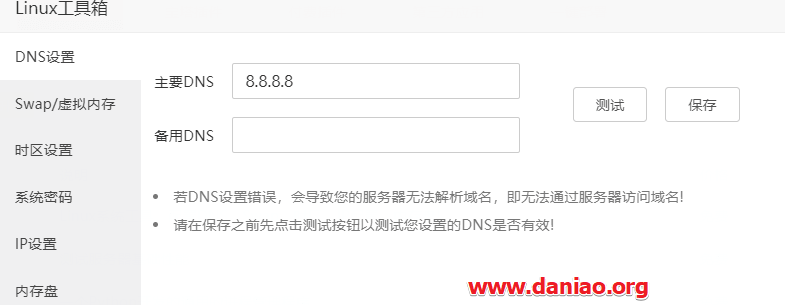 Linux工具箱
DNS设置
主要DNS 8.8.8.8
Swap/虚拟内存
测试 保存
备用DNS
时区设置
系统密码
若DNS设置错误，会导致您的服务器无法解析域名，即无法通过服务器访问域名!
请在保存之前先点击测试按钮以测试您设置的DNS是否有效!
IP设置
内存盘
www.daniao.org